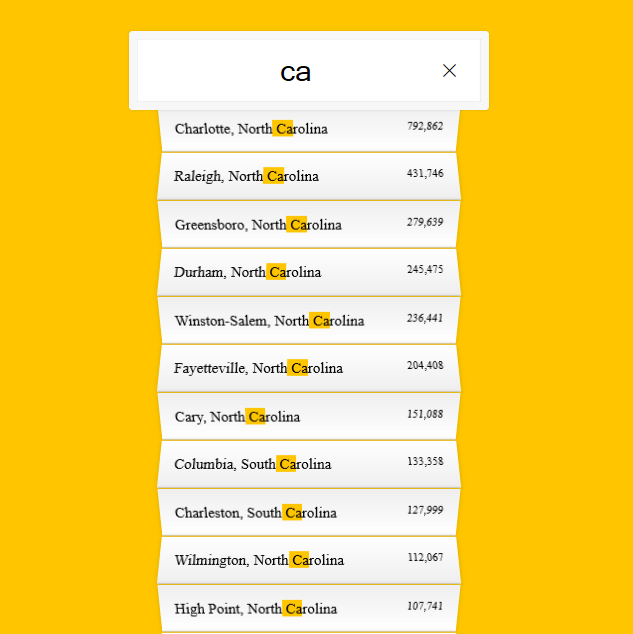 ca
Charlotte, North Carolina 792,862
Raleigh, North Carolina 431,746
Greensboro, North Carolina 279,639
Durham, North Carolina 245,475
Winston-Salem, North Carolina 236,441
Fayetteville, North Carolina 204,408
Cary, North Carolina 151,088
Columbia, South Carolina 133,358
Charleston, South Carolina 127,999
Wilmington, North Carolina 112,067
High Point, North Carolina 107,741